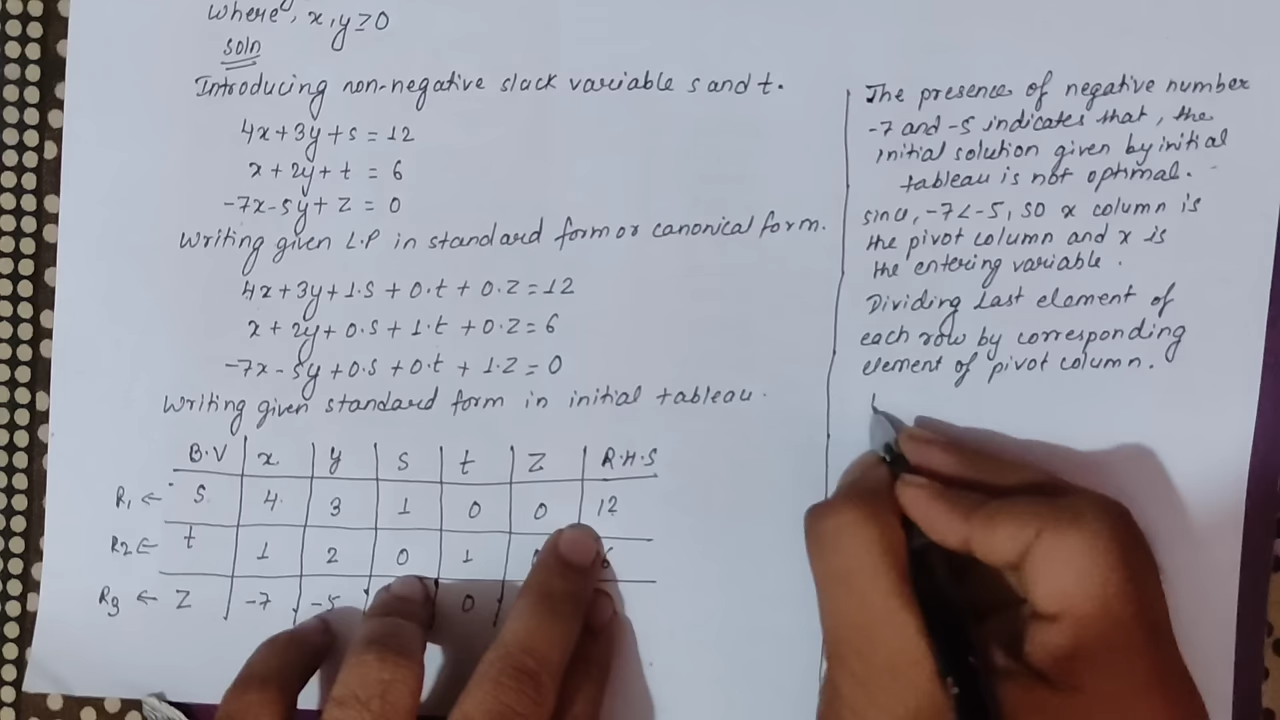 where, x,y≥0
soln
Introducing non-negative slack variable s and t.
4x+3y+s=12
x+2y+t = 6
-7x-5y+z=0
Writing given L.P in standard form or canonical form.
4x+3y+1.s+0.t+0.z=12
x+2y+0.s+1.t+0.z=6
-7x-5y+0.s+0.t+1.z=0
Writing given standard form in initial tableau.
B.V x y s t z R.H.S
R1 ← s 4 3 1 0 0 12
R2 ← t 1 2 0 1 6
R3 ← z -7 -5 0
The presence of negative number
-7 and -5 indicates that, the
initial solution given by initial
tableau is not optimal.
since, -7<-5, so x column is
the pivot column and x is
the entering variable.
Dividing Last element of
each row by corresponding
element of pivot column.